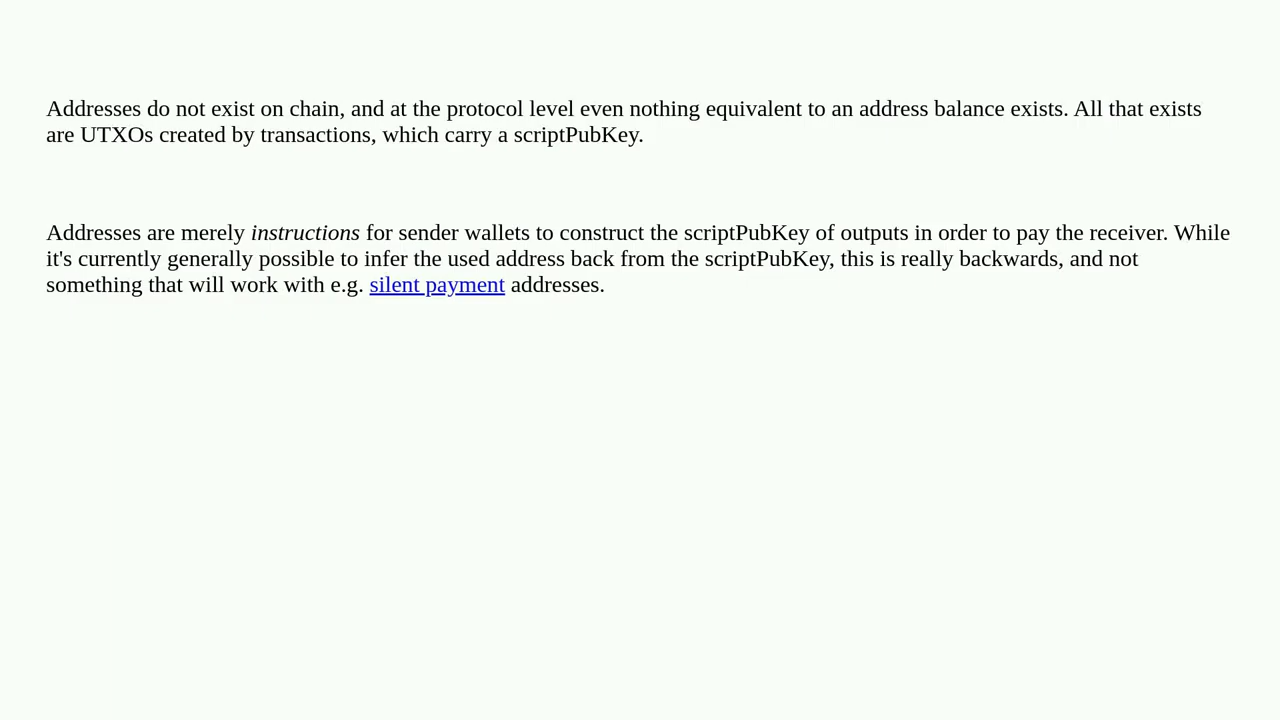 Addresses do not exist on chain, and at the protocol level even nothing equivalent to an address balance exists. All that exists
are UTXOs created by transactions, which carry a scriptPubKey.
Addresses are merely instructions for sender wallets to construct the scriptPubKey of outputs in order to pay the receiver. While
it's currently generally possible to infer the used address back from the scriptPubKey, this is really backwards, and not
something that will work with e.g. silent payment addresses.